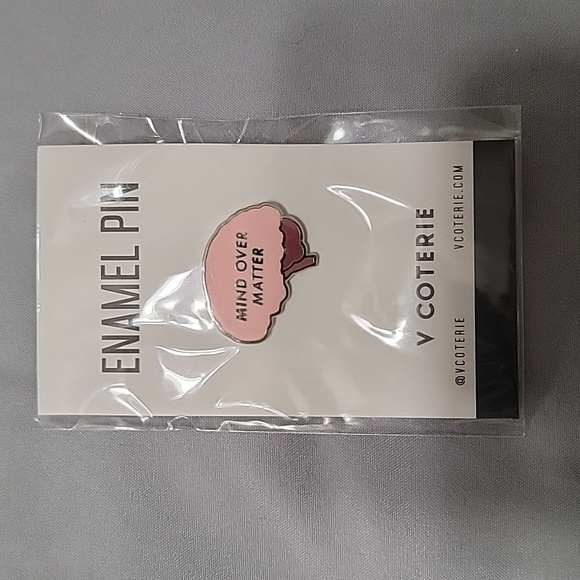 ENAMEL PIN
MIND OVER
MATTER
V COTERIE
@VCOTERIE
VCOTERIE.COM